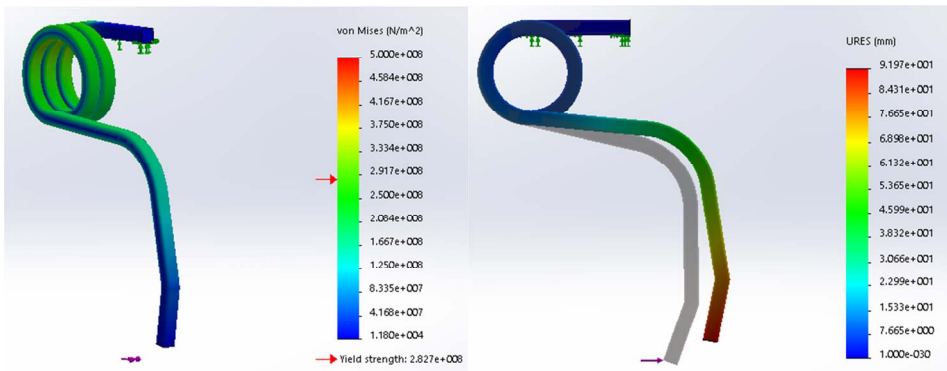 von Mises (N/m^2)
5.000e+008
4.584e+008
4.167e+008
3.750e+008
3.334e+008
2.917e+008
2.500e+008
2.084e+008
1.667e+008
1.250e+008
8.335e+007
4.168e+007
1.180e+004
Yield strength: 2.827e+008
URES (mm)
9.197e+001
8.431e+001
7.665e+001
6.898e+001
6.132e+001
5.365e+001
4.599e+001
3.832e+001
3.066e+001
2.299e+001
1.533e+001
7.665e+000
1.000e-030